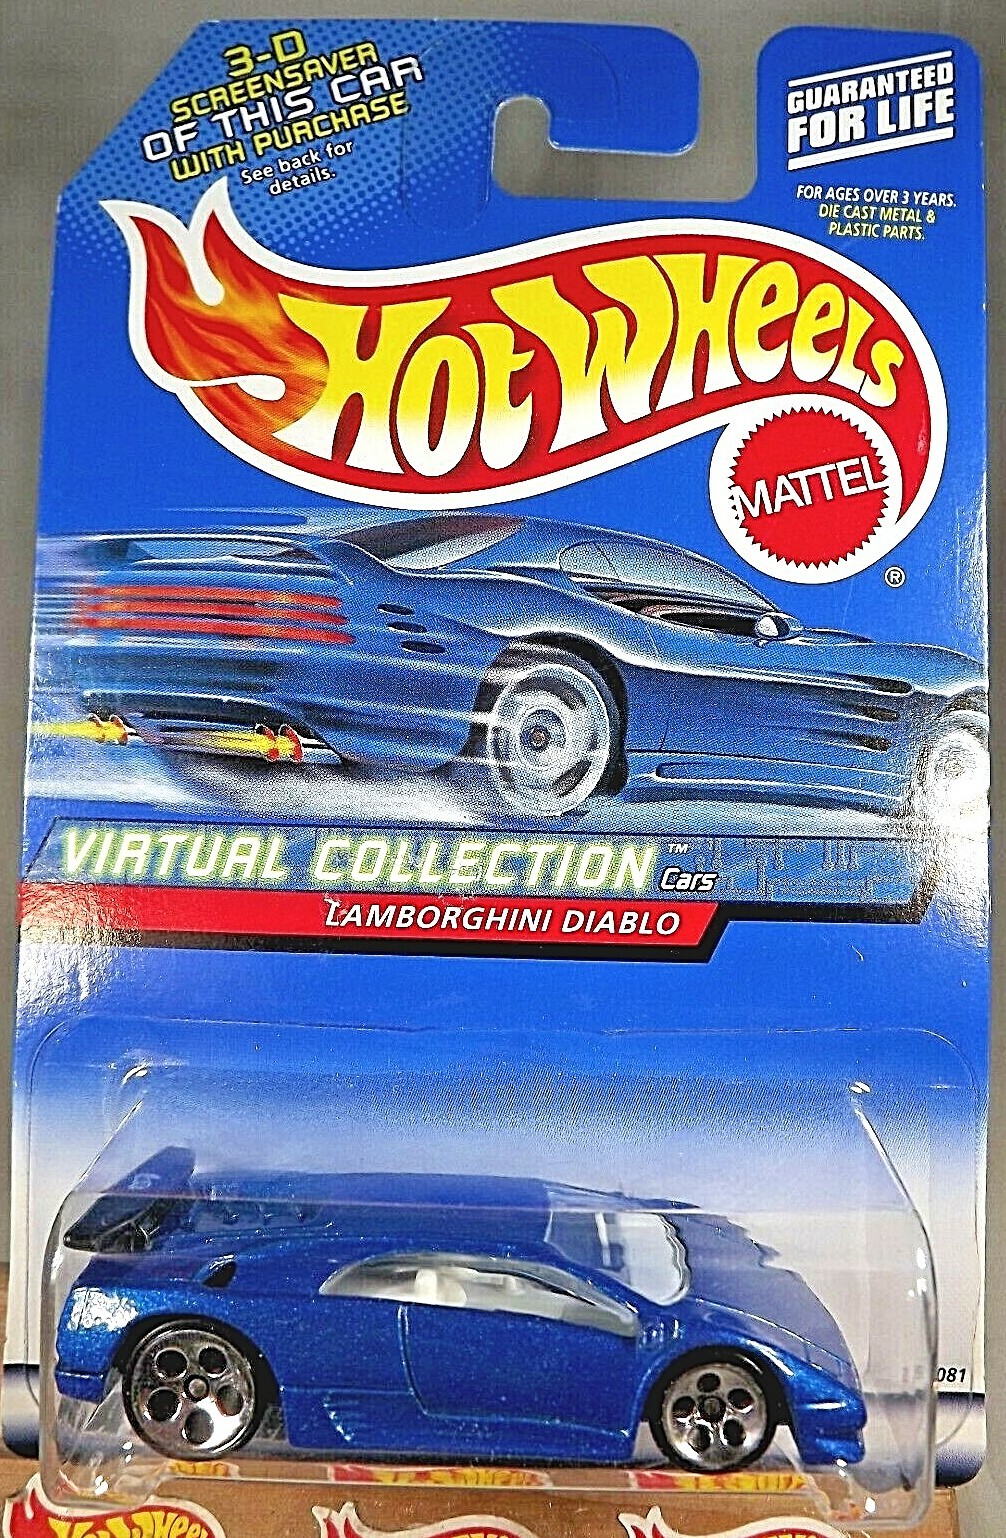 3-D
SCREENSAVER
OF THIS CAR
WITH PURCHASE
See back for
details.
GUARANTEED
FOR LIFE
FOR AGES OVER 3 YEARS.
DIE CAST METAL &
PLASTIC PARTS.
HOT WHEELS
MATTEL
®
VIRTUAL COLLECTION™
Cars
LAMBORGHINI DIABLO
081